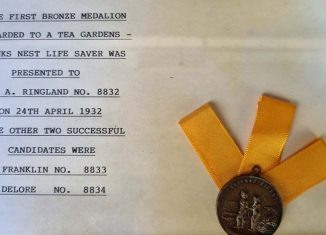 E FIRST BRONZE MEDALION
ARDED TO A TEA GARDENS -
KS NEST LIFE SAVER WAS
PRESENTED TO
A. RINGLAND NO. 8832
ON 24TH APRIL 1932
E OTHER TWO SUCCESSFUL
CANDIDATES WERE
FRANKLIN NO. 8833
DELORE NO. 8834